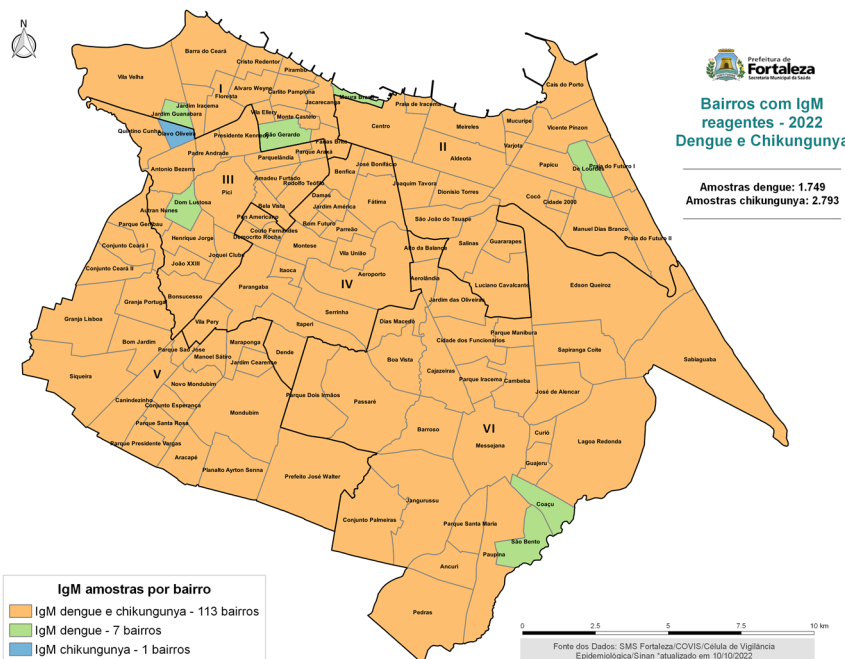 N
Prefeitura de
Fortaleza
Secretaria Municipal da Saúde
Bairros com IgM
reagentes - 2022
Dengue e Chikungunya
Amostras dengue: 1.749
Amostras chikungunya: 2.793
Barra do Ceará
Vila Velha
Cristo Redentor
Pirambu
I
Floresta
Alvaro Weyne
Carlito Pamplona
Jacarecanga
Moura Brasil
Jardim Iracema
Jardim Guanabara
Vila Ellery
Monte Castelo
Quintino Cunha
Olavo Oliveira
Presidente Kennedy
São Gerardo
Farias Brito
Parque Araxá
Padre Andrade
Parquelândia
Antonio Bezerra
III
Pici
Amadeu Furtado
Rodolfo Teófilo
Benfica
José Bonifácio
Centro
Praia de Iracema
Meireles
Mucuripe
Cais do Porto
Vicente Pinzon
Varjota
II
Aldeota
Papicu
De Lourdes
Praia do Futuro I
Joaquim Tavora
Dionísio Torres
Cocó
Cidade 2000
Manuel Dias Branco
Praia do Futuro II
Dom Lustosa
Autran Nunes
Bela Vista
Damas
Jardim América
Fátima
Pan Americano
Bom Futuro
Parreão
São João do Tauape
Parque Genibau
Henrique Jorge
Couto Fernandes
Democrito Rocha
Montese
Vila União
Alto da Balança
Salinas
Guararapes
Conjunto Ceará I
João XXIII
Joquei Clube
Conjunto Ceará II
Itaoca
Aeroporto
Aerolândia
Luciano Cavalcante
Edson Queiroz
Parangaba
IV
Bonsucesso
Granja Portugal
Jardim das Oliveiras
Granja Lisboa
Vila Pery
Itaperi
Serrinha
Dias Macedo
Parque Manibura
Cidade dos Funcionários
Bom Jardim
Parque São José
Maraponga
Manoel Sátiro
Jardim Cearense
Dende
Boa Vista
Sapiranga Coite
Sabiaguaba
Siqueira
V
Novo Mondubim
Cajazeiras
Parque Iracema
Cambeba
José de Alencar
Canindezinho
Conjunto Esperança
Mondubim
Parque Dois Irmãos
Passaré
Parque Santa Rosa
Barroso
VI
Messejana
Curió
Lagoa Redonda
Parque Presidente Vargas
Aracapé
Planalto Ayrton Senna
Prefeito José Walter
Guajeru
Jangurussu
Coaçu
Conjunto Palmeiras
Parque Santa Maria
São Bento
Paupina
Ancuri
Pedras
IgM amostras por bairro
IgM dengue e chikungunya - 113 bairros
IgM dengue - 7 bairros
IgM chikungunya - 1 bairros
0 2.5 5 7.5 10 km
Fonte dos Dados: SMS Fortaleza/COVIS/Célula de Vigilância
Epidemiológica/Sinan *atualizado em 10/10/2022